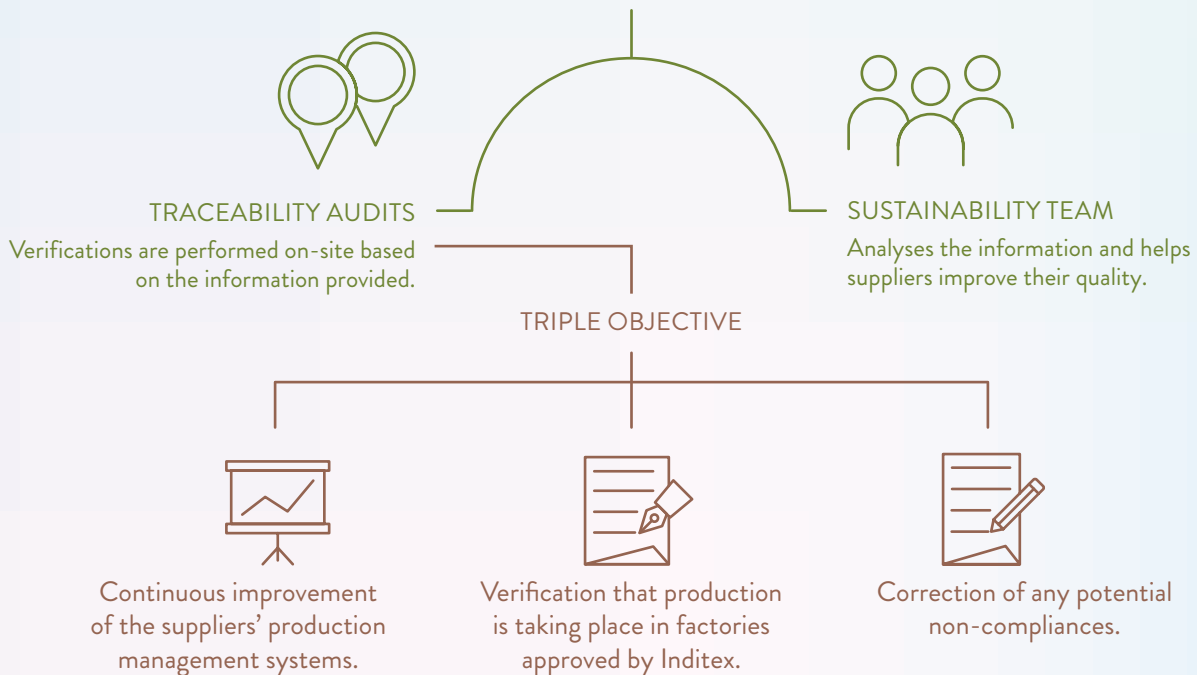 TRACEABILITY AUDITS
Verifications are performed on-site based
on the information provided.
SUSTAINABILITY TEAM
Analyses the information and helps
suppliers improve their quality.
TRIPLE OBJECTIVE
Continuous improvement
of the suppliers’ production
management systems.
Verification that production
is taking place in factories
approved by Inditex.
Correction of any potential
non-compliances.